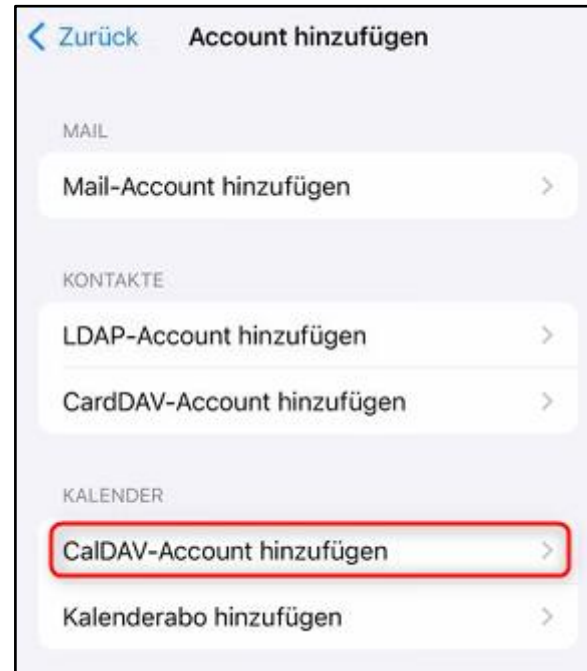 Zurück Account hinzufügen
MAIL
Mail-Account hinzufügen
KONTAKTE
LDAP-Account hinzufügen
CardDAV-Account hinzufügen
KALENDER
CalDAV-Account hinzufügen
Kalenderabo hinzufügen